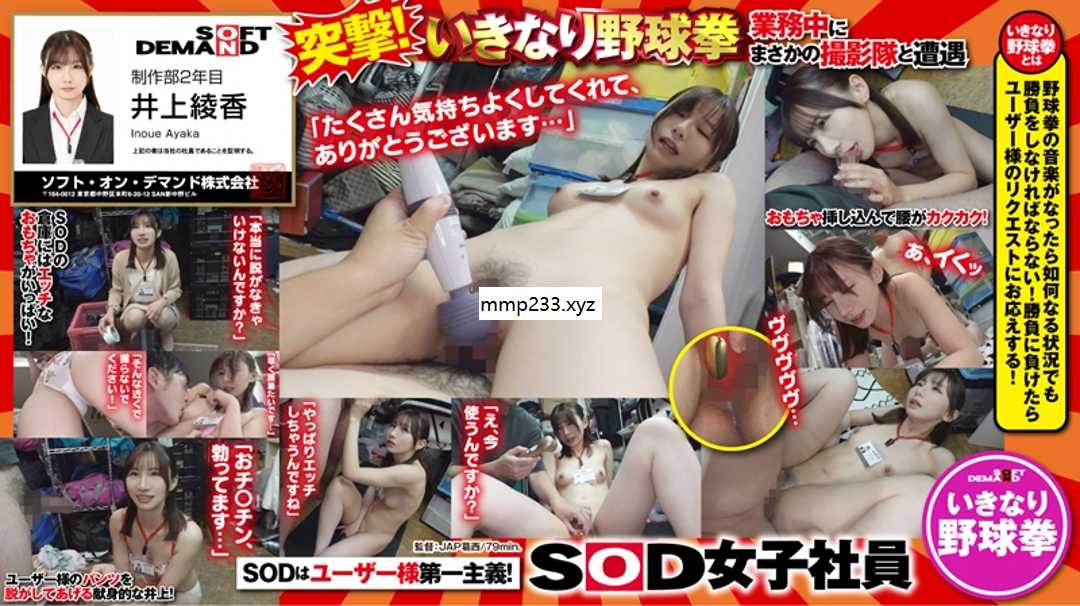 SOFT
ON
DEMAND
制作部2年目
井上綾香
Inoue Ayaka
上記の者は当社の社員であることを証明する。
ソフト・オン・デマンド株式会社
突撃!
いきなり野球拳
業務中に
まさかの撮影隊と遭遇
いきなり
野球拳
とは
野球拳の音楽がなったら如何なる状況でも
勝負をしなければならない!勝負に負けたら
ユーザー様のリクエストにお応えする!
「たくさん気持ちよくしてくれて、
ありがとうございます…」
SODの
倉庫にはエッチな
おもちゃがいっぱい!
「本当に脱がなきゃ
いけないんですか?」
おもちゃ挿し込んで腰がカクカク!
あ、イくッ
mmp233.xyz
ヴヴヴヴヴ…
「そんな近くで
撮らないで
ください!」
「やっぱりエッチ
しちゃうんですね」
「え、今
使うんですか?」
「おチ〇チン、
勃ってます…」
ユーザー様のパンツを
脱がしてあげる献身的な井上!
監督:JAP葛西/79min.
SODはユーザー様第一主義!
SOD女子社員
SOFT
ON
DEMAND
いきなり
野球拳